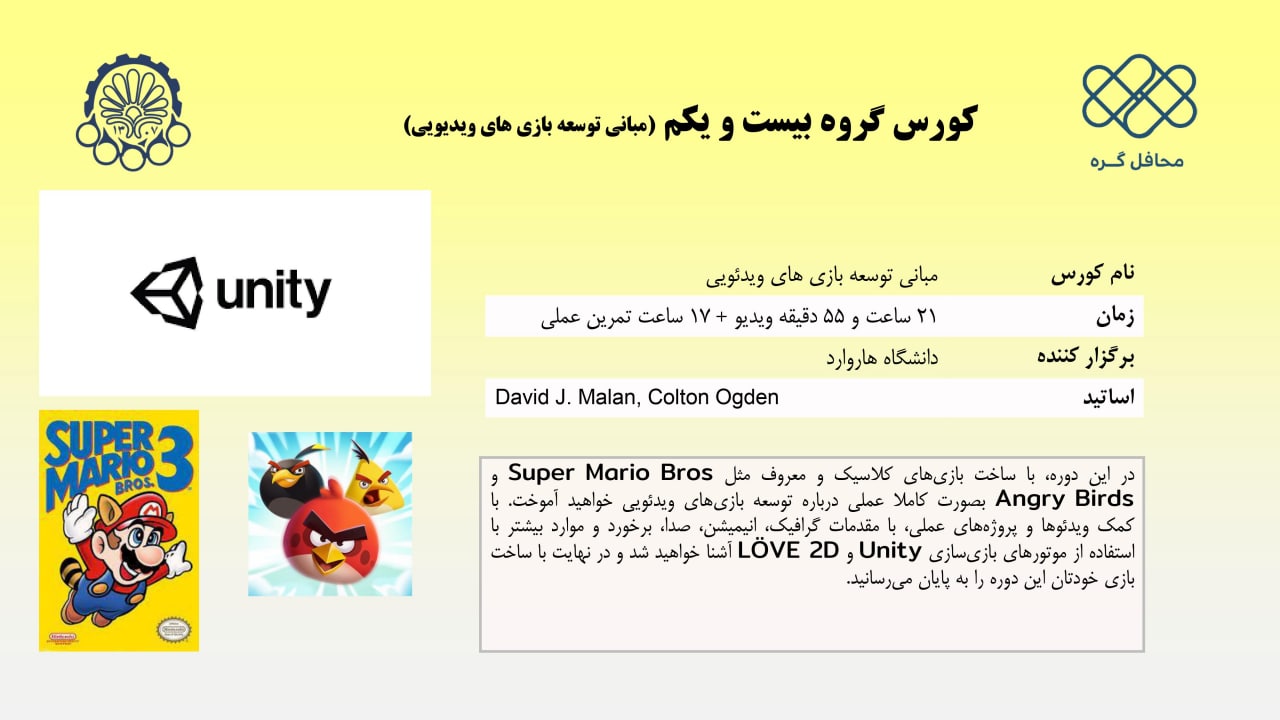 کورس گروه بیست و یکم (مبانی توسعه بازی های ویدیویی)
محافل گره
۱۳۰۷
unity
نام کورس مبانی توسعه بازی های ویدئویی
زمان ۲۱ ساعت و ۵۵ دقیقه ویدیو + ۱۷ ساعت تمرین عملی
برگزار کننده دانشگاه هاروارد
اساتید David J. Malan, Colton Ogden
SUPER
MARIO
BROS. 3
M
Nintendo
در این دوره، با ساخت بازی‌های کلاسیک و معروف مثل Super Mario Bros و
Angry Birds بصورت کاملا عملی درباره توسعه بازی‌های ویدئویی خواهید آموخت. با
کمک ویدئوها و پروژه‌های عملی، با مقدمات گرافیک، انیمیشن، صدا، برخورد و موارد بیشتر با
استفاده از موتورهای بازی‌سازی Unity و LÖVE 2D آشنا خواهید شد و در نهایت با ساخت
بازی خودتان این دوره را به پایان می‌رسانید.